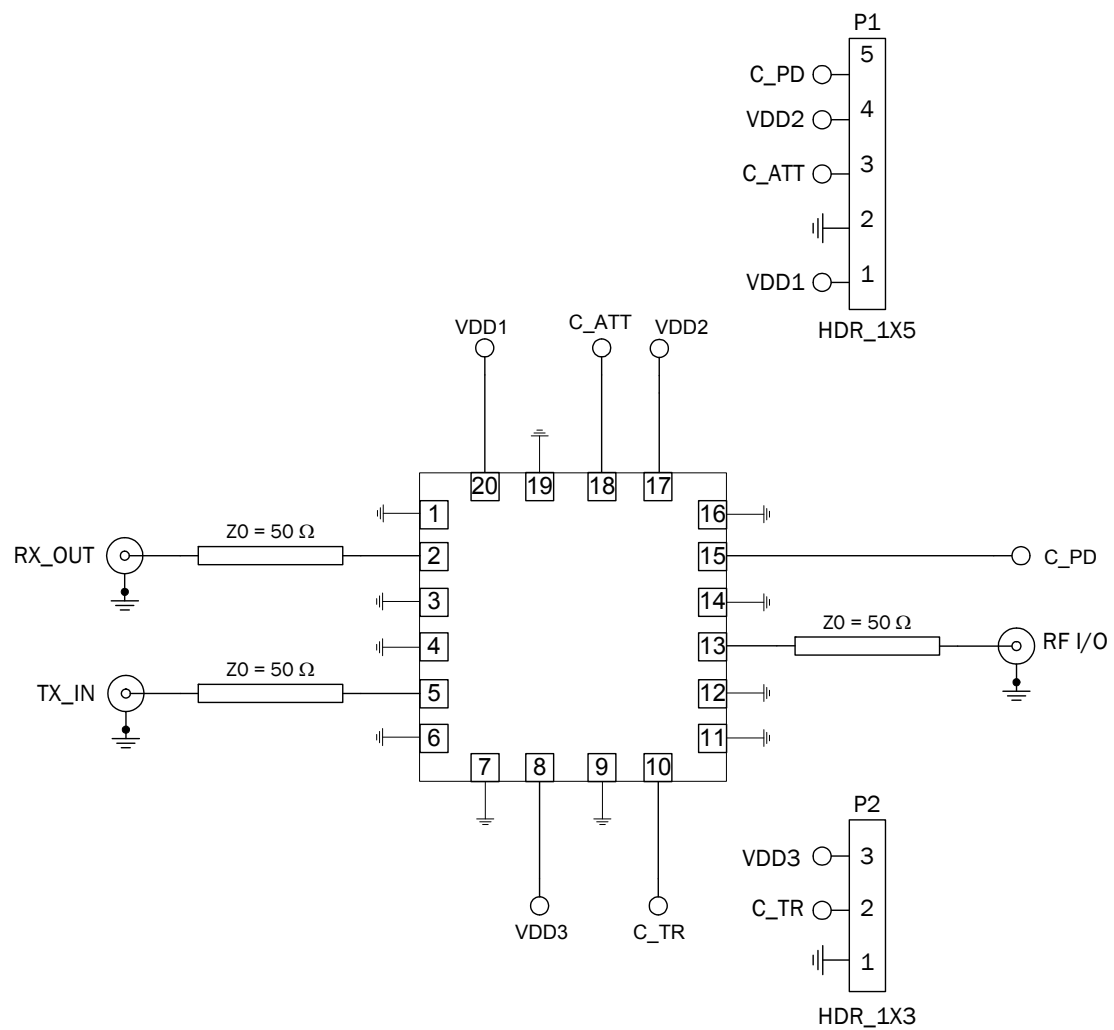 P1
5
C_PD
4
VDD2
3
C_ATT
2
1
VDD1
HDR_1X5
VDD1
C_ATT
VDD2
20
19
18
17
1
16
Z0 = 50 Ω
RX_OUT
2
15
C_PD
3
14
Z0 = 50 Ω
4
13
RF I/O
Z0 = 50 Ω
TX_IN
5
12
6
11
7
8
9
10
P2
VDD3
3
C_TR
2
VDD3
C_TR
1
HDR_1X3